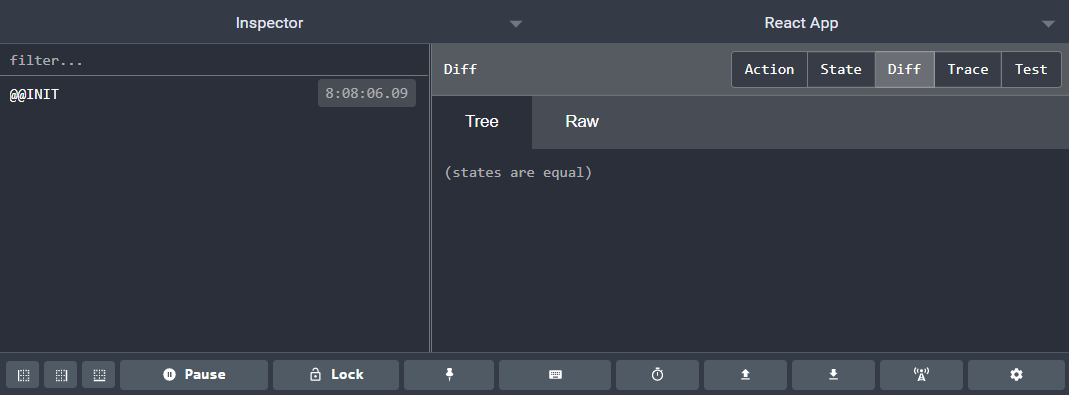 Inspector
React App
filter...
@@INIT 8:08:06.09
Diff
Action State Diff Trace Test
Tree Raw
(states are equal)
Pause Lock